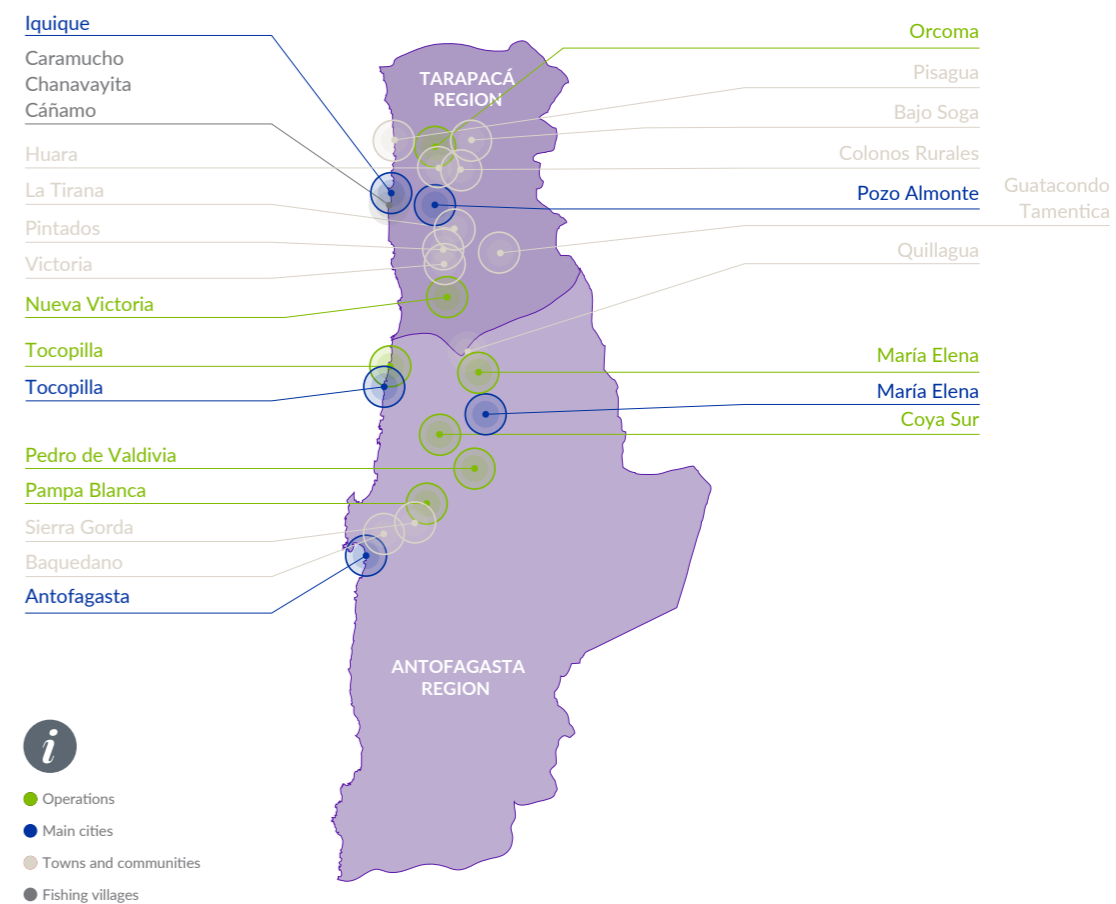 Iquique
Caramucho
Chanavayita
Cáñamo
Huara
La Tirana
Pintados
Victoria
Nueva Victoria
Tocopilla
Tocopilla
Pedro de Valdivia
Pampa Blanca
Sierra Gorda
Baquedano
Antofagasta
TARAPACÁ
REGION
ANTOFAGASTA
REGION
Orcoma
Pisagua
Bajo Soga
Colonos Rurales
Pozo Almonte
Guatacondo
Tamentica
Quillagua
María Elena
María Elena
Coya Sur
i
Operations
Main cities
Towns and communities
Fishing villages